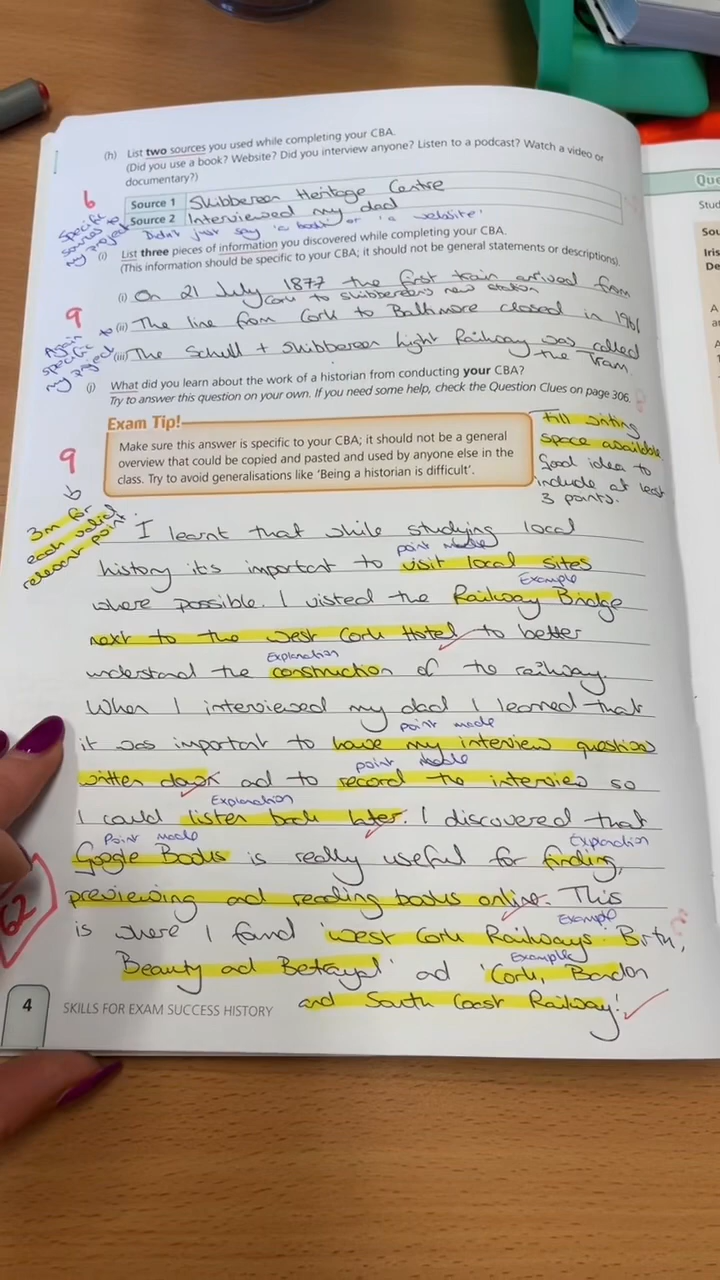 (h) List two sources you used while completing your CBA.
(Did you use a book? Website? Did you interview anyone? Listen to a podcast? Watch a video or
documentary?)
6
Specific
sources to
my project
Source 1 Skibbereen Heritage Centre
Source 2 Interviewed my dad
Didn't just say 'a book' or 'a website'
(i) List three pieces of information you discovered while completing your CBA.
(This information should be specific to your CBA; it should not be general statements or descriptions).
9
Again
specific to
my project
(i) On 21 July 1877 the first train arrived from
Cork to Skibbereens new station
(ii) The line from Cork to Baltimore closed in 1961
(iii) The Schull + Skibbereen light Railway was called
the Tram
(j) What did you learn about the work of a historian from conducting your CBA?
Try to answer this question on your own. If you need some help, check the Question Clues on page 306.
Exam Tip!
Make sure this answer is specific to your CBA; it should not be a general
overview that could be copied and pasted and used by anyone else in the
class. Try to avoid generalisations like 'Being a historian is difficult'.
Fill writing
space available
Good idea to
include at least
3 points.
9
3m for
each valid
relevant point
I learnt that while studying local
point made
history it's important to visit local sites
Example
where possible. I visted the Railway Bridge
next to the West Cork Hotel to better
Explanation
understand the construction of the railway.
When I interviewed my dad I learned that
point made
it was important to have my interview question
point made
written down ad to record the interview so
Explanation
I could listen back later. I discovered that
Point made
Explanation
Google Books is really useful for finding,
previewing and reading books online. This
Example
is where I found 'West Cork Railways: Birth,
Example
Beauty ad Betrayal' ad 'Cork, Bandon
and South Coast Railway'.
62
4
SKILLS FOR EXAM SUCCESS HISTORY
Que
Stud
Sou
Iris
De